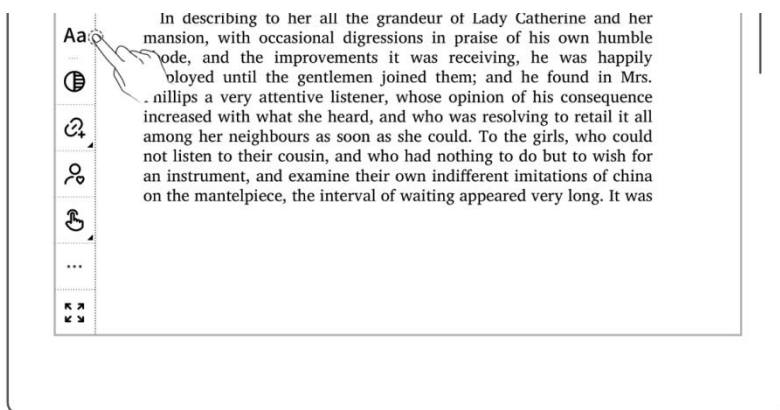 In describing to her all the grandeur of Lady Catherine and her
Aa
mansion, with occasional digressions in praise of his own humble
ode, and the improvements it was receiving, he was happily
ployed until the gentlemen joined them; and he found in Mrs.
nillips a very attentive listener, whose opinion of his consequence
increased with what she heard, and who was resolving to retail it all
among her neighbours as soon as she could. To the girls, who could
not listen to their cousin, and who had nothing to do but to wish for
an instrument, and examine their own indifferent imitations of china
on the mantelpiece, the interval of waiting appeared very long. It was